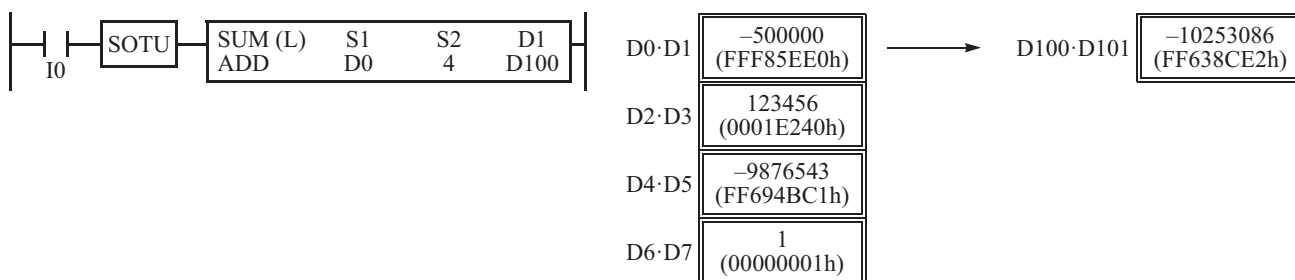 I0
SOTU
SUM (L) S1 S2 D1
ADD D0 4 D100
D0·D1 –500000
(FFF85EE0h)
D100·D101 –10253086
(FF638CE2h)
D2·D3 123456
(0001E240h)
D4·D5 –9876543
(FF694BC1h)
D6·D7 1
(00000001h)